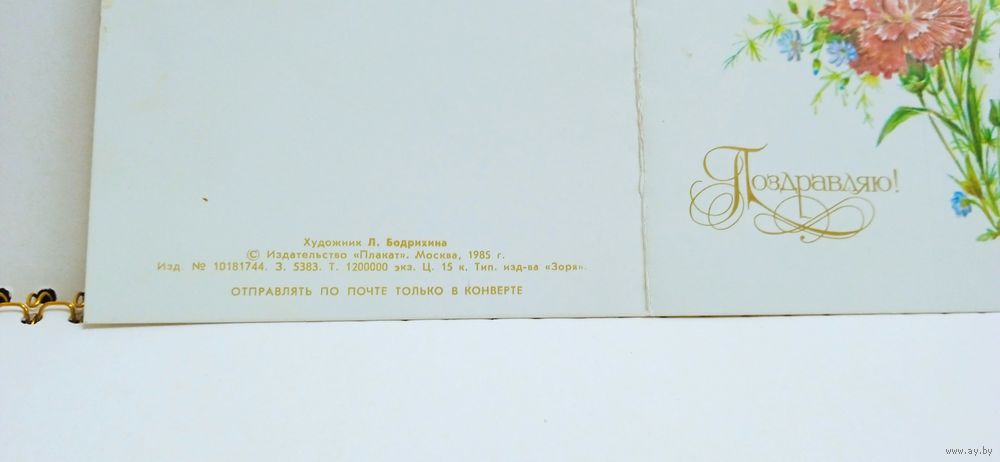 Художник Л. Бодрихина
© Издательство «Плакат». Москва, 1985 г.
Изд. № 10181744. З. 5383. Т. 1200000 экз. Ц. 15 к. Тип. изд-ва «Зоря».
ОТПРАВЛЯТЬ ПО ПОЧТЕ ТОЛЬКО В КОНВЕРТЕ
Поздравляю!
www.ay.by